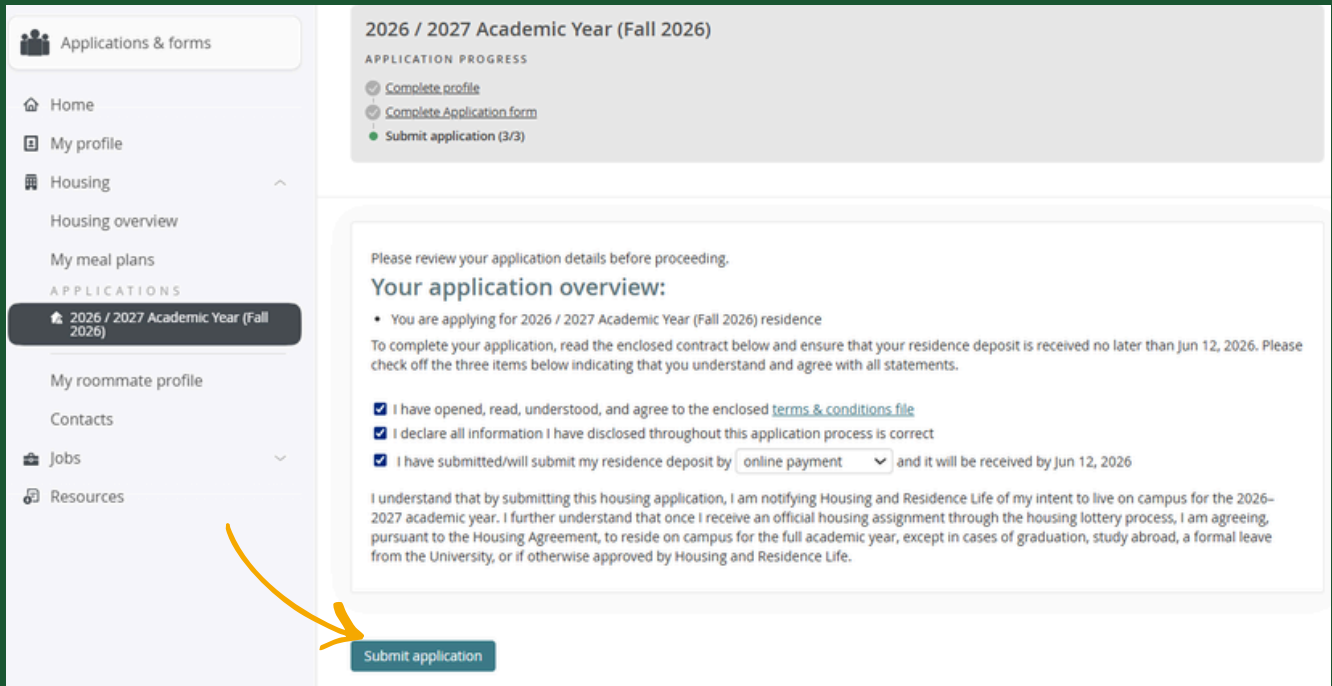 Applications & forms
Home
My profile
Housing
Housing overview
My meal plans
APPLICATIONS
2026 / 2027 Academic Year (Fall
2026)
My roommate profile
Contacts
Jobs
Resources
2026 / 2027 Academic Year (Fall 2026)
APPLICATION PROGRESS
Complete profile
Complete Application form
Submit application (3/3)
Please review your application details before proceeding.
Your application overview:
• You are applying for 2026 / 2027 Academic Year (Fall 2026) residence
To complete your application, read the enclosed contract below and ensure that your residence deposit is received no later than Jun 12, 2026. Please
check off the three items below indicating that you understand and agree with all statements.
I have opened, read, understood, and agree to the enclosed terms & conditions file
I declare all information I have disclosed throughout this application process is correct
I have submitted/will submit my residence deposit by online payment and it will be received by Jun 12, 2026
I understand that by submitting this housing application, I am notifying Housing and Residence Life of my intent to live on campus for the 2026–
2027 academic year. I further understand that once I receive an official housing assignment through the housing lottery process, I am agreeing,
pursuant to the Housing Agreement, to reside on campus for the full academic year, except in cases of graduation, study abroad, a formal leave
from the University, or if otherwise approved by Housing and Residence Life.
Submit application